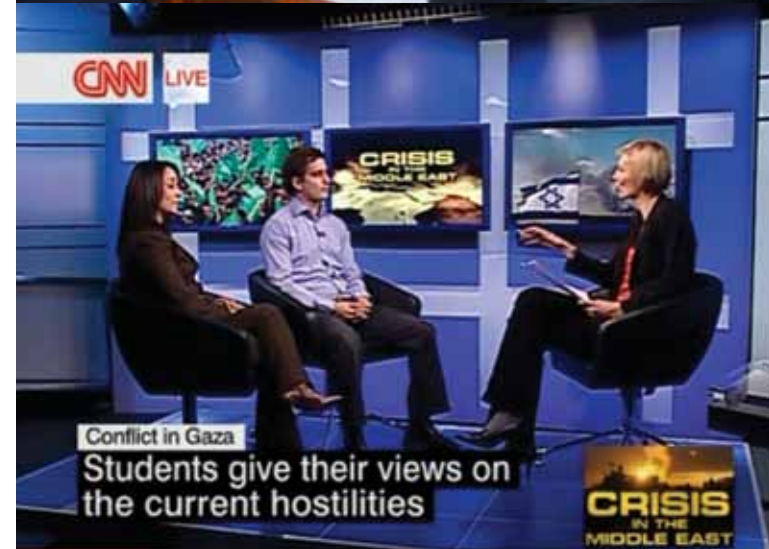 CNN LIVE
CRISIS
IN THE
MIDDLE EAST
Conflict in Gaza
Students give their views on
the current hostilities
CRISIS
IN THE
MIDDLE EAST